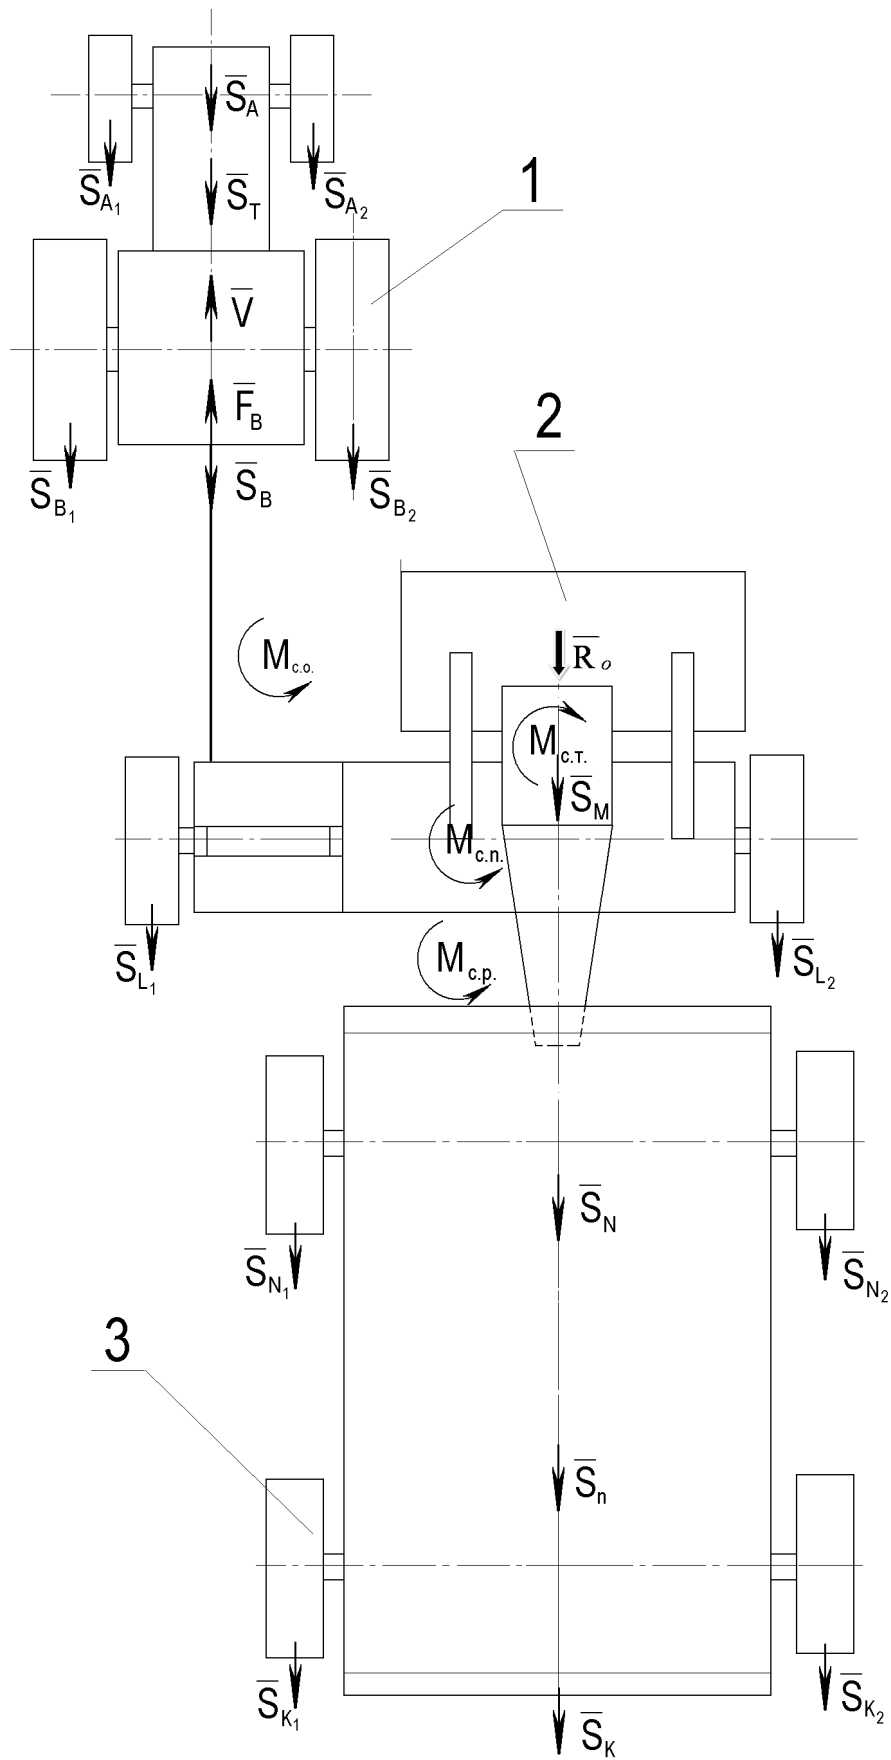 S̅A
S̅A1
S̅T
S̅A2
1
V̅
F̅B
2
S̅B1
S̅B
S̅B2
Mс.о.
R̅o
Mс.т.
S̅M
Mс.п.
S̅L1
Mс.р.
S̅L2
S̅N
S̅N1
S̅N2
3
S̅n
S̅K1
S̅K2
S̅K